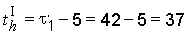 t_h^I = τ_1 − 5 = 42 − 5 = 37